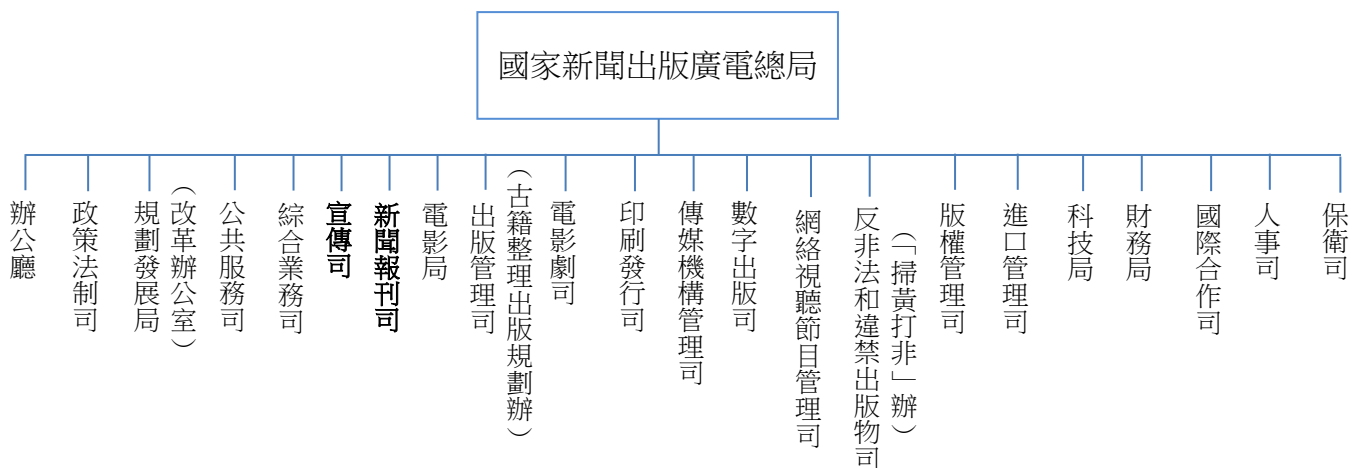 國家新聞出版廣電總局
辦公廳
政策法制司
規劃發展局
（改革辦公室）
公共服務司
綜合業務司
宣傳司
新聞報刊司
電影局
出版管理司
（古籍整理出版規劃辦）
電影劇司
印刷發行司
傳媒機構管理司
數字出版司
網絡視聽節目管理司
反非法和違禁出版物司
（「掃黃打非」辦）
版權管理司
進口管理司
科技局
財務局
國際合作司
人事司
保衛司